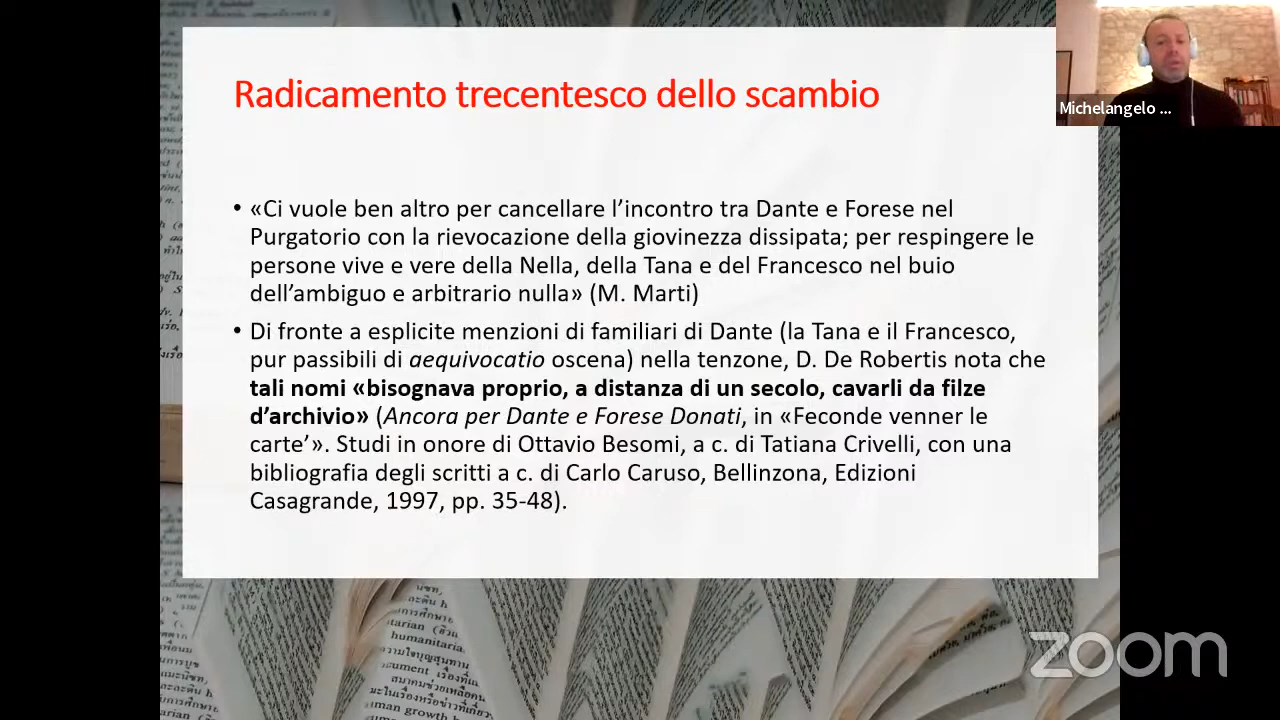 Radicamento trecentesco dello scambio
Michelangelo ...
• «Ci vuole ben altro per cancellare l’incontro tra Dante e Forese nel
Purgatorio con la rievocazione della giovinezza dissipata; per respingere le
persone vive e vere della Nella, della Tana e del Francesco nel buio
dell’ambiguo e arbitrario nulla» (M. Marti)
• Di fronte a esplicite menzioni di familiari di Dante (la Tana e il Francesco,
pur passibili di aequivocatio oscena) nella tenzone, D. De Robertis nota che
tali nomi «bisognava proprio, a distanza di un secolo, cavarli da filze
d’archivio» (Ancora per Dante e Forese Donati, in «Feconde venner le
carte’». Studi in onore di Ottavio Besomi, a c. di Tatiana Crivelli, con una
bibliografia degli scritti a c. di Carlo Caruso, Bellinzona, Edizioni
Casagrande, 1997, pp. 35-48).
humanitaria
zoom